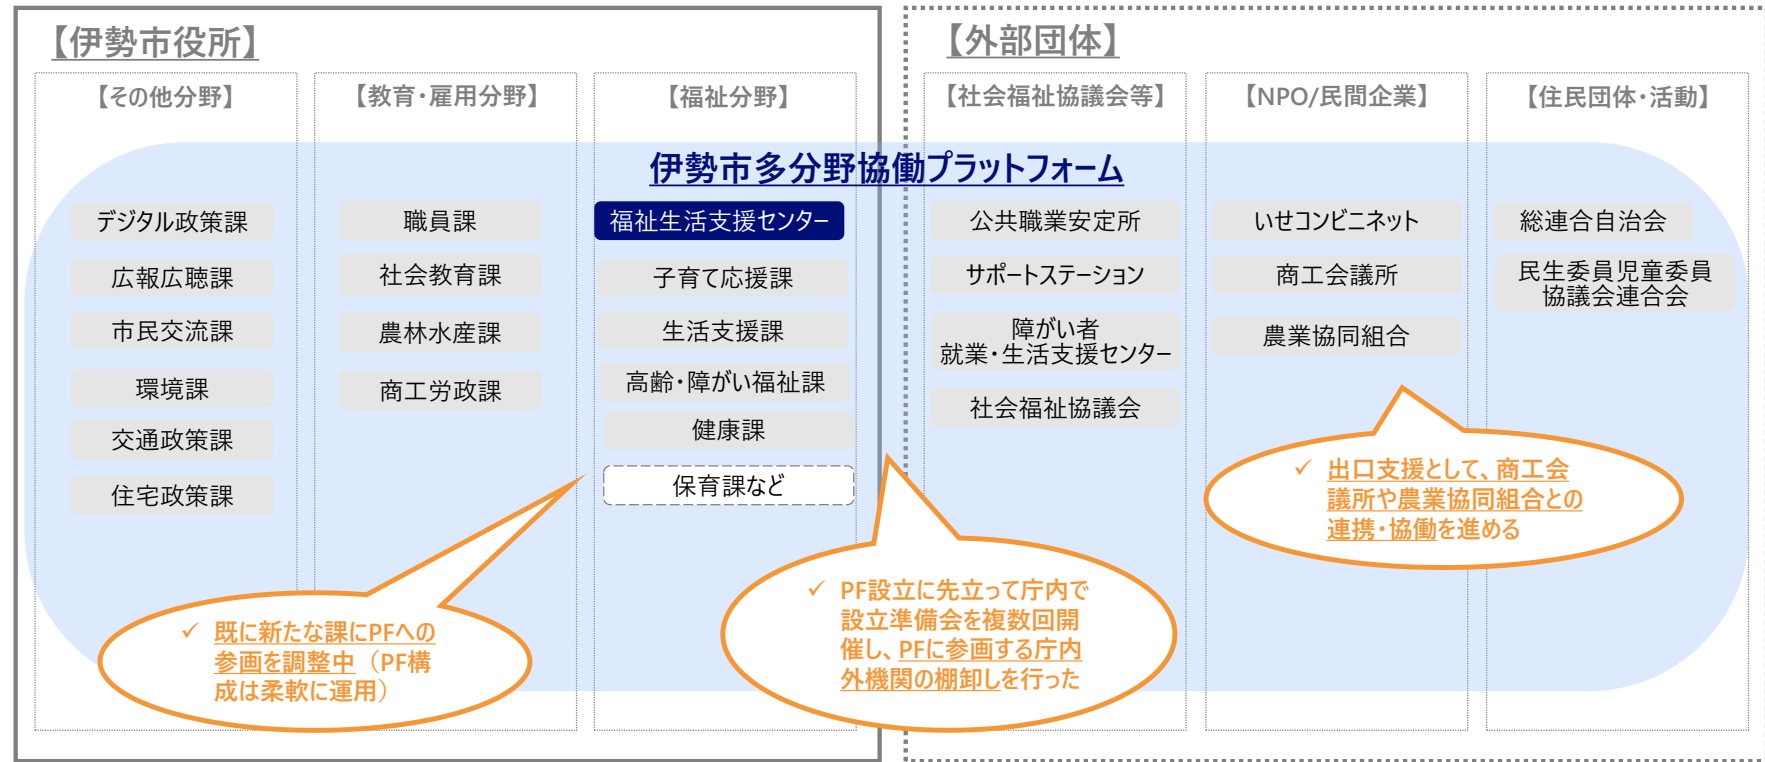 【伊勢市役所】
【その他分野】
デジタル政策課
広報広聴課
市民交流課
環境課
交通政策課
住宅政策課
【教育・雇用分野】
職員課
社会教育課
農林水産課
商工労政課
【福祉分野】
福祉生活支援センター
子育て応援課
生活支援課
高齢・障がい福祉課
健康課
保育課など
伊勢市多分野協働プラットフォーム
【外部団体】
【社会福祉協議会等】
公共職業安定所
サポートステーション
障がい者
就業・生活支援センター
社会福祉協議会
【NPO/民間企業】
いせコンビニネット
商工会議所
農業協同組合
【住民団体・活動】
総連合自治会
民生委員児童委員
協議会連合会
✓ 既に新たな課にPFへの
参画を調整中（PF構
成は柔軟に運用）
✓ PF設立に先立って庁内で
設立準備会を複数回開
催し、PFに参画する庁内
外機関の棚卸しを行った
✓ 出口支援として、商工会
議所や農業協同組合との
連携・協働を進める